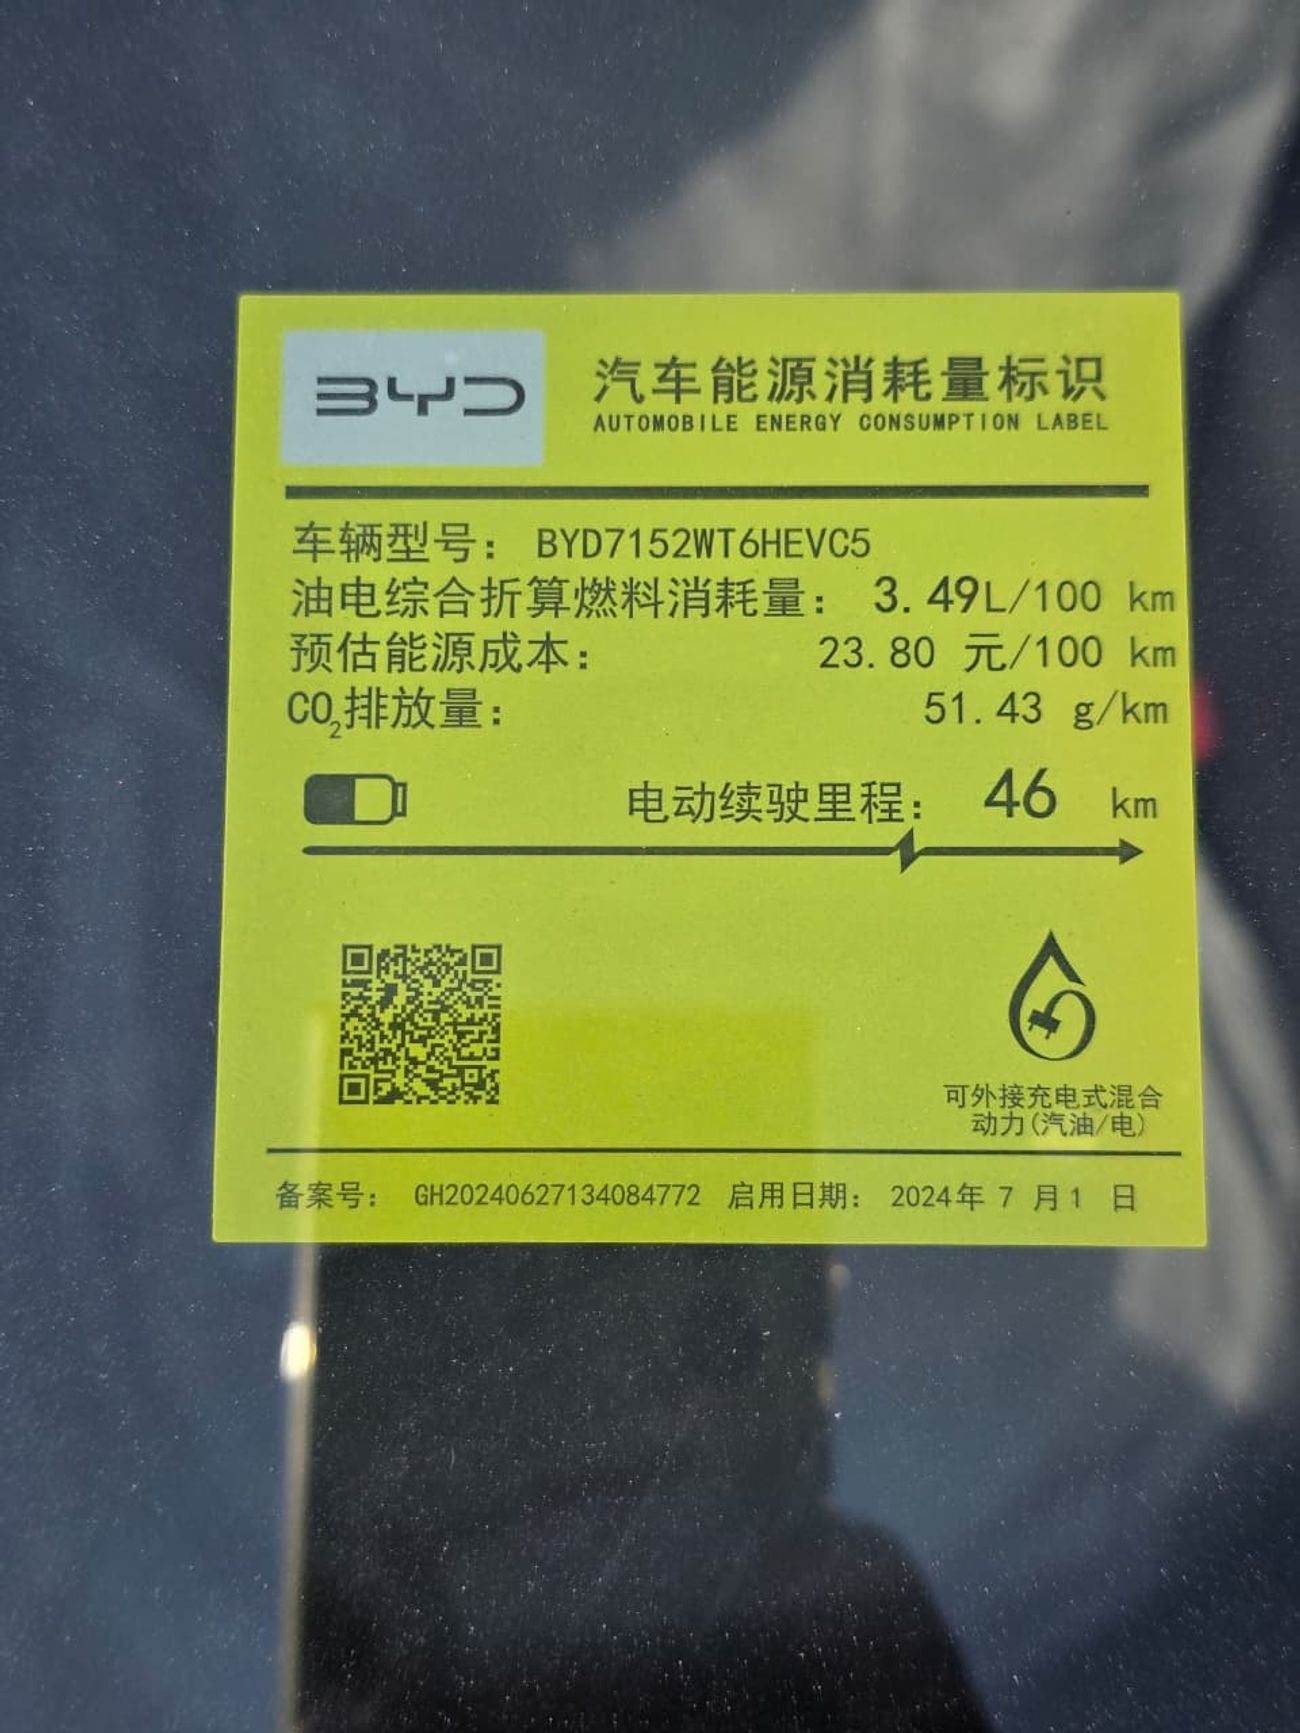 BYD
汽车能源消耗量标识
AUTOMOBILE ENERGY CONSUMPTION LABEL
车辆型号： BYD7152WT6HEVC5
油电综合折算燃料消耗量： 3.49L/100 km
预估能源成本： 23.80 元/100 km
CO₂排放量： 51.43 g/km
电动续驶里程： 46 km
可外接充电式混合
动力(汽油/电)
备案号： GH20240627134084772 启用日期： 2024年 7 月1 日